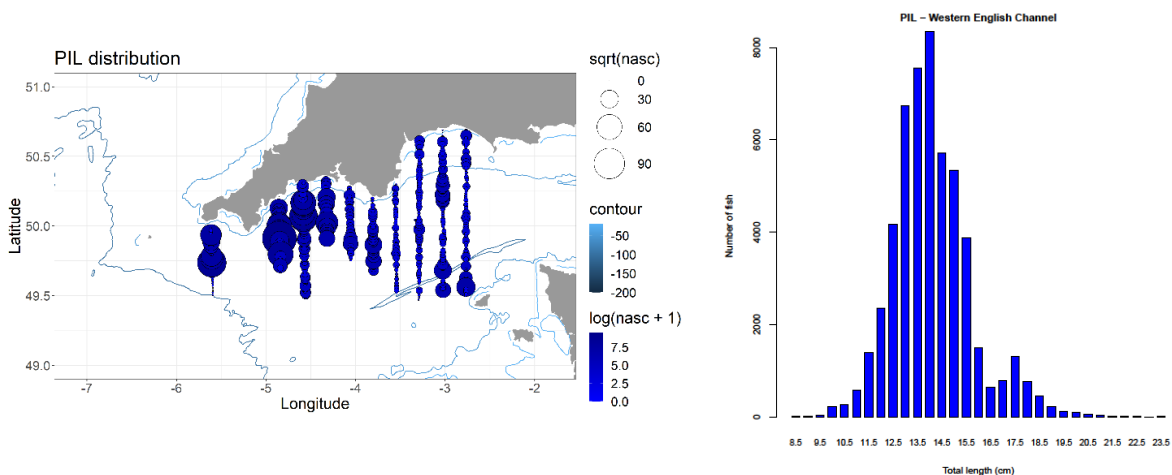 PIL distribution
51.0
50.5
50.0
49.5
49.0
Latitude
-7 -6 -5 -4 -3 -2
Longitude
sqrt(nasc)
0
30
60
90
contour
-50
-100
-150
-200
log(nasc + 1)
7.5
5.0
2.5
0.0
PIL – Western English Channel
8000
6000
4000
2000
0
Number of fish
8.5 9.5 10.5 11.5 12.5 13.5 14.5 15.5 16.5 17.5 18.5 19.5 20.5 21.5 22.5 23.5
Total length (cm)